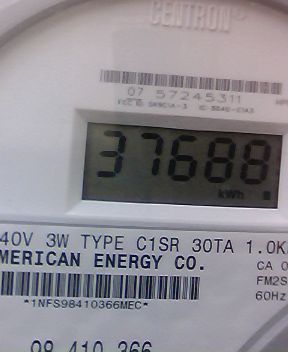 CENTRON®
07 57245311
37688
kWh
40V 3W TYPE C1SR 30TA 1.0K
MERICAN ENERGY CO.
CA 0
FM2S
60Hz
*1NFS98410366MEC*
98 410 366